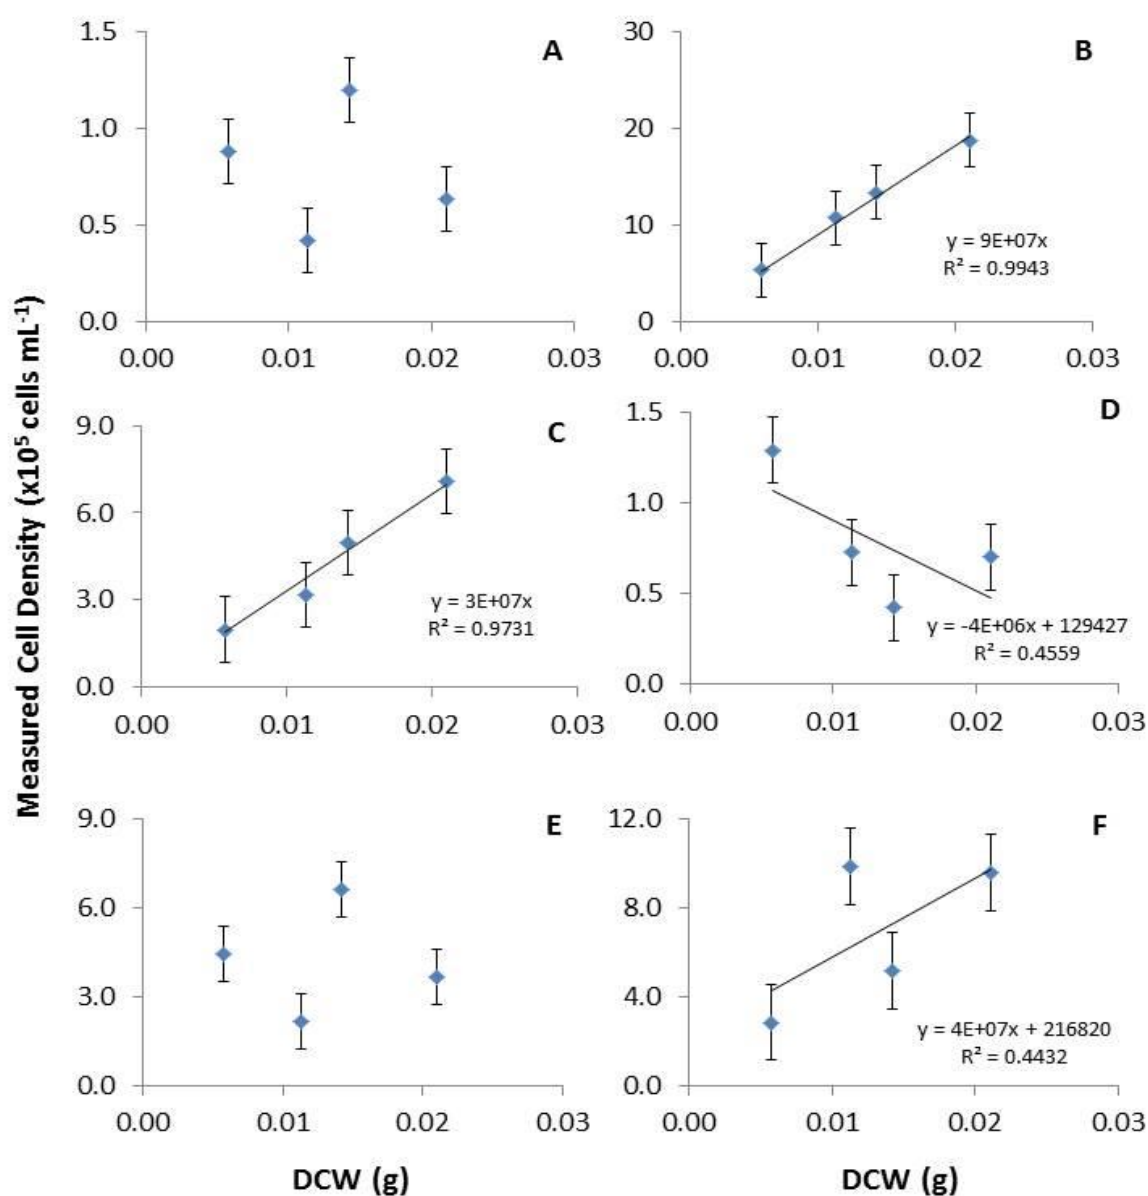 Measured Cell Density (x10⁵ cells mL⁻¹)
A
1.5
1.0
0.5
0.0
0.00 0.01 0.02 0.03
B
30
20
10
0
y = 9E+07x
R² = 0.9943
0.00 0.01 0.02 0.03
C
9.0
6.0
3.0
0.0
y = 3E+07x
R² = 0.9731
0.00 0.01 0.02 0.03
D
1.5
1.0
0.5
0.0
y = -4E+06x + 129427
R² = 0.4559
0.00 0.01 0.02 0.03
E
9.0
6.0
3.0
0.0
0.00 0.01 0.02 0.03
DCW (g)
F
12.0
8.0
4.0
0.0
y = 4E+07x + 216820
R² = 0.4432
0.00 0.01 0.02 0.03
DCW (g)